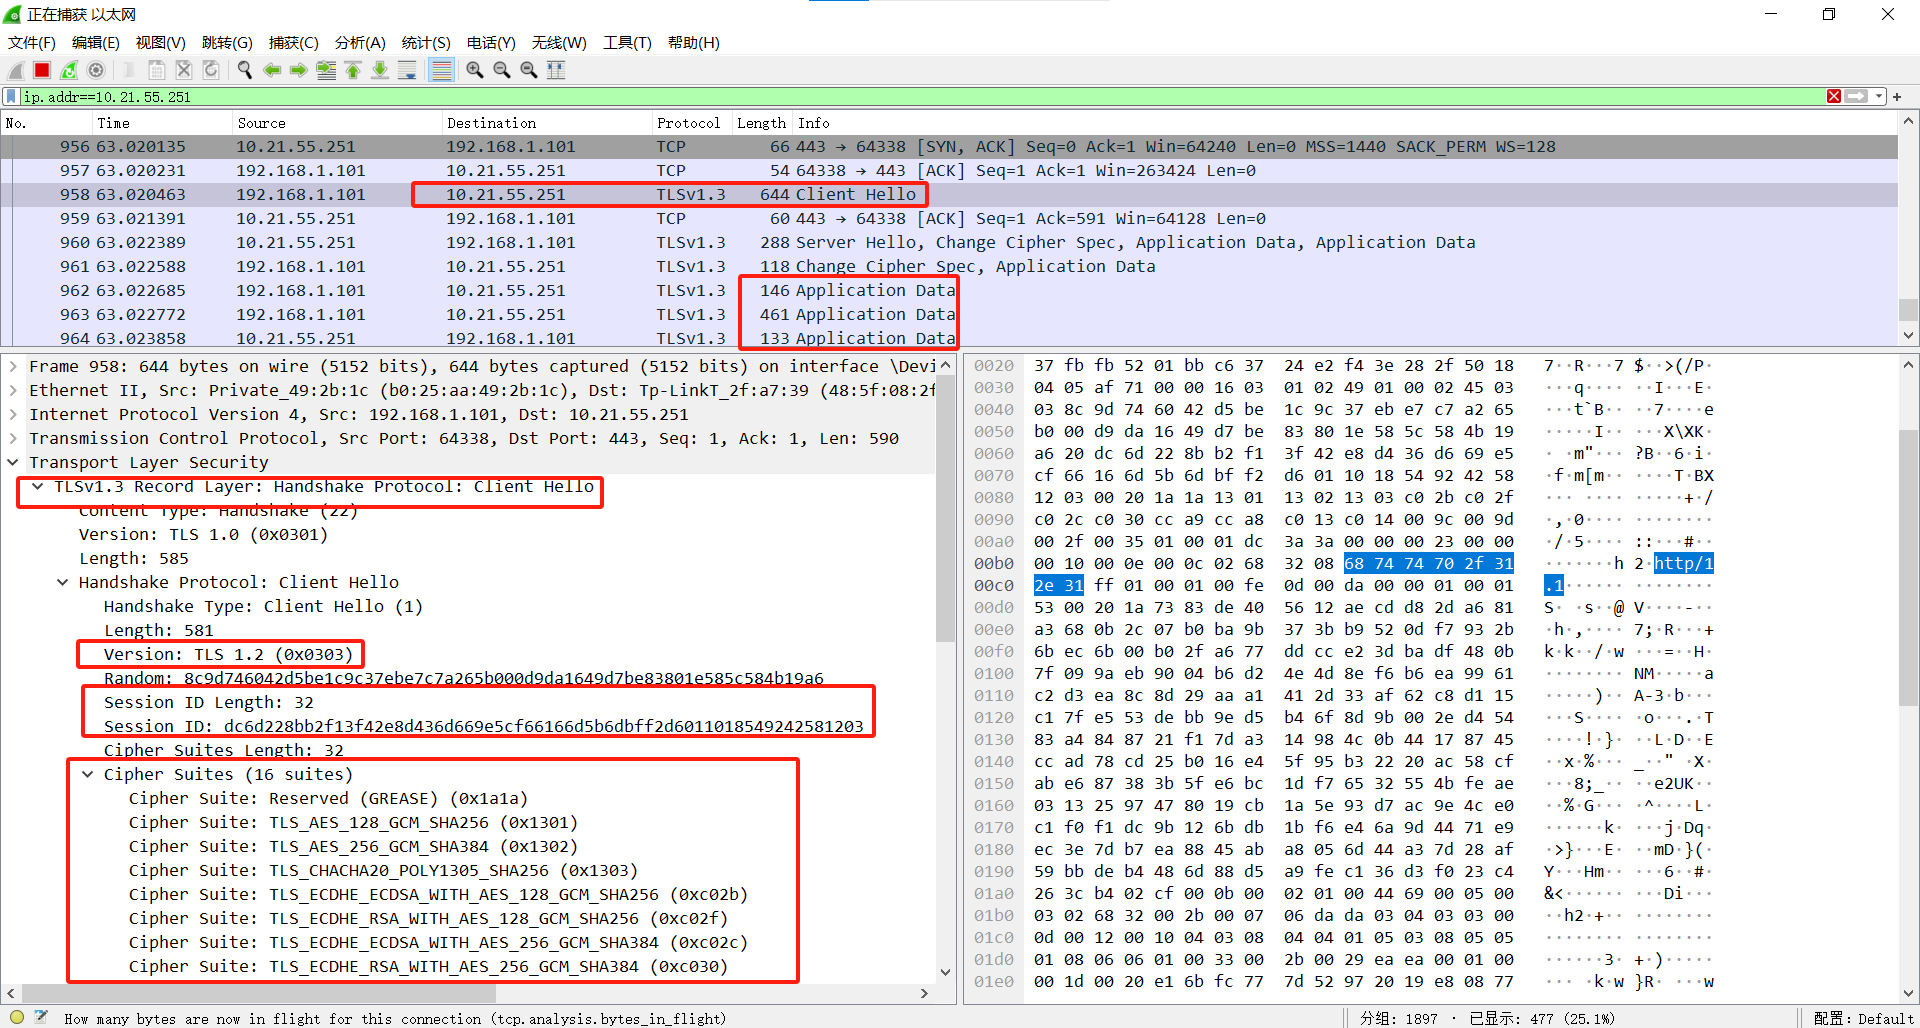 正在捕获 以太网
文件(F) 编辑(E) 视图(V) 跳转(G) 捕获(C) 分析(A) 统计(S) 电话(Y) 无线(W) 工具(T) 帮助(H)
ip.addr==10.21.55.251
No. Time Source Destination Protocol Length Info
956 63.020135 10.21.55.251 192.168.1.101 TCP 66 443 → 64338 [SYN, ACK] Seq=0 Ack=1 Win=64240 Len=0 MSS=1440 SACK_PERM WS=128
957 63.020231 192.168.1.101 10.21.55.251 TCP 54 64338 → 443 [ACK] Seq=1 Ack=1 Win=263424 Len=0
958 63.020463 192.168.1.101 10.21.55.251 TLSv1.3 644 Client Hello
959 63.021391 10.21.55.251 192.168.1.101 TCP 60 443 → 64338 [ACK] Seq=1 Ack=591 Win=64128 Len=0
960 63.022389 10.21.55.251 192.168.1.101 TLSv1.3 288 Server Hello, Change Cipher Spec, Application Data, Application Data
961 63.022588 192.168.1.101 10.21.55.251 TLSv1.3 118 Change Cipher Spec, Application Data
962 63.022685 192.168.1.101 10.21.55.251 TLSv1.3 146 Application Data
963 63.022772 192.168.1.101 10.21.55.251 TLSv1.3 461 Application Data
964 63.023858 10.21.55.251 192.168.1.101 TLSv1.3 133 Application Data
Frame 958: 644 bytes on wire (5152 bits), 644 bytes captured (5152 bits) on interface \Devi
Ethernet II, Src: Private_49:2b:1c (b0:25:aa:49:2b:1c), Dst: Tp-LinkT_2f:a7:39 (48:5f:08:2f
Internet Protocol Version 4, Src: 192.168.1.101, Dst: 10.21.55.251
Transmission Control Protocol, Src Port: 64338, Dst Port: 443, Seq: 1, Ack: 1, Len: 590
Transport Layer Security
TLSv1.3 Record Layer: Handshake Protocol: Client Hello
Content Type: Handshake (22)
Version: TLS 1.0 (0x0301)
Length: 585
Handshake Protocol: Client Hello
Handshake Type: Client Hello (1)
Length: 581
Version: TLS 1.2 (0x0303)
Random: 8c9d746042d5be1c9c37ebe7c7a265b000d9da1649d7be83801e585c584b19a6
Session ID Length: 32
Session ID: dc6d228bb2f13f42e8d436d669e5cf66166d5b6dbff2d6011018549242581203
Cipher Suites Length: 32
Cipher Suites (16 suites)
Cipher Suite: Reserved (GREASE) (0x1a1a)
Cipher Suite: TLS_AES_128_GCM_SHA256 (0x1301)
Cipher Suite: TLS_AES_256_GCM_SHA384 (0x1302)
Cipher Suite: TLS_CHACHA20_POLY1305_SHA256 (0x1303)
Cipher Suite: TLS_ECDHE_ECDSA_WITH_AES_128_GCM_SHA256 (0xc02b)
Cipher Suite: TLS_ECDHE_RSA_WITH_AES_128_GCM_SHA256 (0xc02f)
Cipher Suite: TLS_ECDHE_ECDSA_WITH_AES_256_GCM_SHA384 (0xc02c)
Cipher Suite: TLS_ECDHE_RSA_WITH_AES_256_GCM_SHA384 (0xc030)
0020 37 fb fb 52 01 bb c6 37 24 e2 f4 3e 28 2f 50 18 7··R···7 $··>(/P·
0030 04 05 af 71 00 00 16 03 01 02 49 01 00 02 45 03 ···q···· ··I···E·
0040 03 8c 9d 74 60 42 d5 be 1c 9c 37 eb e7 c7 a2 65 ···t`B·· ··7····e
0050 b0 00 d9 da 16 49 d7 be 83 80 1e 58 5c 58 4b 19 ·····I·· ···X\XK·
0060 a6 20 dc 6d 22 8b b2 f1 3f 42 e8 d4 36 d6 69 e5 · ·m"··· ?B··6·i·
0070 cf 66 16 6d 5b 6d bf f2 d6 01 10 18 54 92 42 58 ·f·m[m·· ····T·BX
0080 12 03 00 20 1a 1a 13 01 13 02 13 03 c0 2b c0 2f ··· ···· ·····+·/
0090 c0 2c c0 30 cc a9 cc a8 c0 13 c0 14 00 9c 00 9d ·,·0···· ········
00a0 00 2f 00 35 01 00 01 dc 3a 3a 00 00 00 23 00 00 ·/·5···· ::···#··
00b0 00 10 00 0e 00 0c 02 68 32 08 68 74 74 70 2f 31 ·······h 2·http/1
00c0 2e 31 ff 01 00 01 00 fe 0d 00 da 00 00 01 00 01 .1······ ········
00d0 53 00 20 1a 73 83 de 40 56 12 ae cd d8 2d a6 81 S· ·s··@ V····-··
00e0 a3 68 0b 2c 07 b0 ba 9b 37 3b b9 52 0d f7 93 2b ·h·,···· 7;·R···+
00f0 6b ec 6b 00 b0 2f a6 77 dd cc e2 3d ba df 48 0b k·k··/·w ···=··H·
0100 7f 09 9a eb 90 04 b6 d2 4e 4d 8e f6 b6 ea 99 61 ········ NM·····a
0110 c2 d3 ea 8c 8d 29 aa a1 41 2d 33 af 62 c8 d1 15 ·····)·· A-3·b···
0120 c1 7f e5 53 de bb 9e d5 b4 6f 8d 9b 00 2e d4 54 ···S···· ·o···.·T
0130 83 a4 84 87 21 f1 7d a3 14 98 4c 0b 44 17 87 45 ····!·}· ··L·D··E
0140 cc ad 78 cd 25 b0 16 e4 5f 95 b3 22 20 ac 58 cf ··x·%··· _··" ·X·
0150 ab e6 87 38 3b 5f e6 bc 1d f7 65 32 55 4b fe ae ···8;_·· ··e2UK··
0160 03 13 25 97 47 80 19 cb 1a 5e 93 d7 ac 9e 4c e0 ··%·G··· ·^····L·
0170 c1 f0 f1 dc 9b 12 6b db 1b f6 e4 6a 9d 44 71 e9 ······k· ···j·Dq·
0180 ec 3e 7d b7 ea 88 45 ab a8 05 6d 44 a3 7d 28 af ·>}···E· ··mD·}(·
0190 59 bb de b4 48 6d 88 d5 a9 fe c1 36 d3 f0 23 c4 Y···Hm·· ···6··#·
01a0 26 3c b4 02 cf 00 0b 00 02 01 00 44 69 00 05 00 &<······ ···Di···
01b0 03 02 68 32 00 2b 00 07 06 da da 03 04 03 03 00 ··h2·+·· ········
01c0 0d 00 12 00 10 04 03 08 04 04 01 05 03 08 05 05 ········ ········
01d0 01 08 06 06 01 00 33 00 2b 00 29 ea ea 00 01 00 ······3· +·)·····
01e0 00 1d 00 20 e1 6b fc 77 7d 52 97 20 19 e8 08 77 ··· ·k·w }R· ···w
How many bytes are now in flight for this connection (tcp.analysis.bytes_in_flight) 分组: 1897 · 已显示: 477 (25.1%) 配置: Default